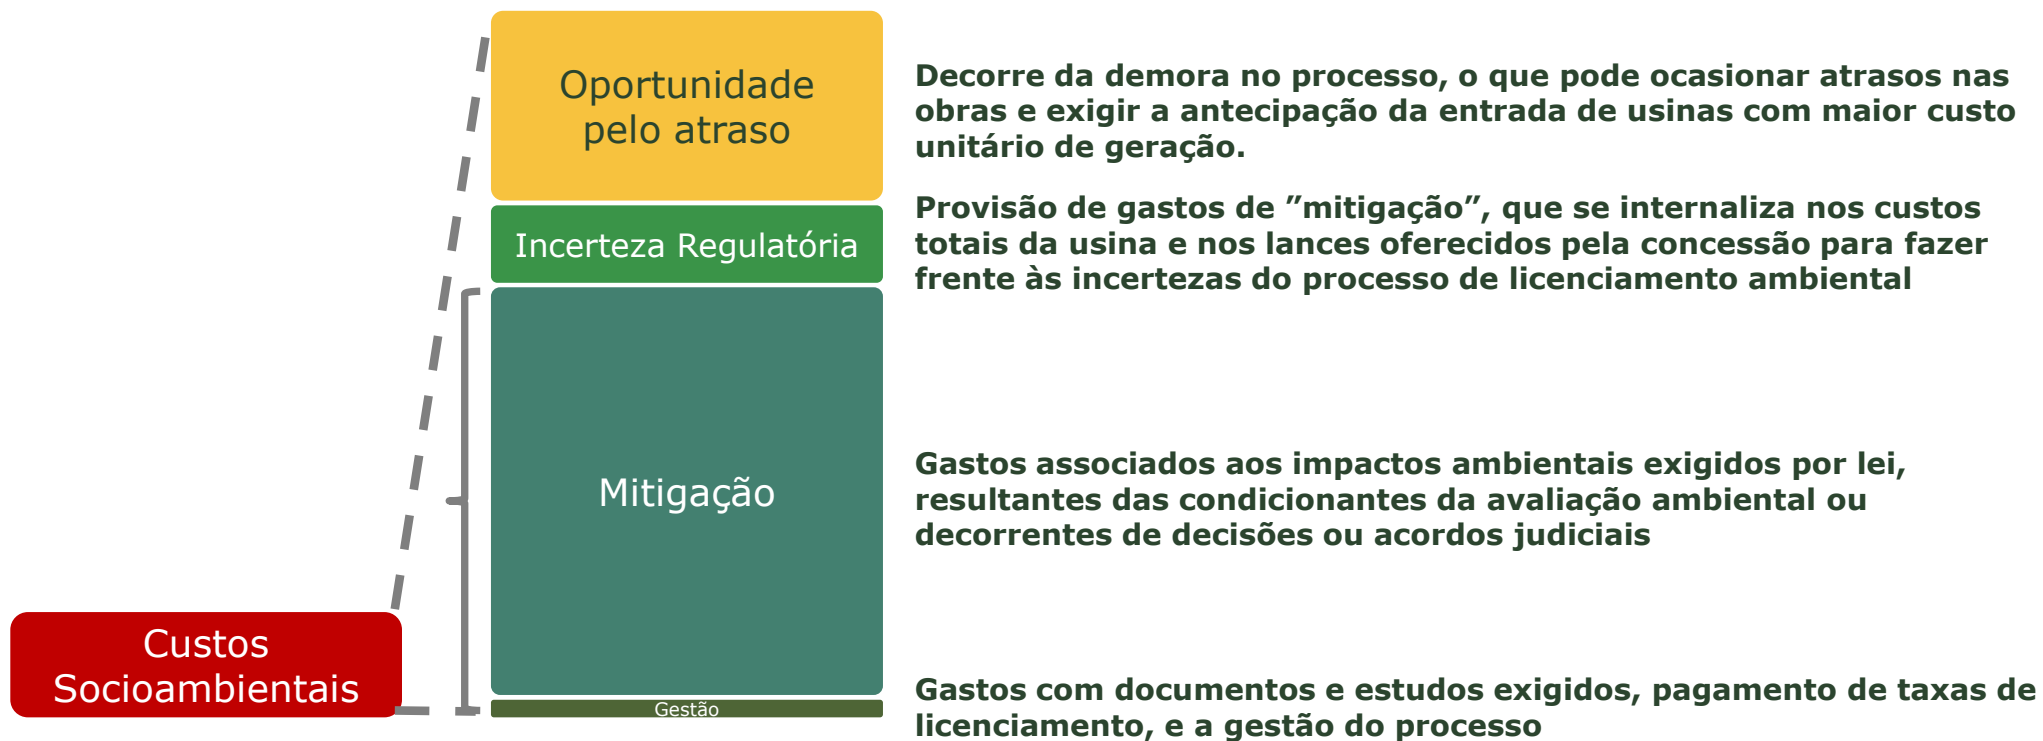 Oportunidade
pelo atraso
Decorre da demora no processo, o que pode ocasionar atrasos nas
obras e exigir a antecipação da entrada de usinas com maior custo
unitário de geração.
Incerteza Regulatória
Provisão de gastos de ”mitigação”, que se internaliza nos custos
totais da usina e nos lances oferecidos pela concessão para fazer
frente às incertezas do processo de licenciamento ambiental
Mitigação
Gastos associados aos impactos ambientais exigidos por lei,
resultantes das condicionantes da avaliação ambiental ou
decorrentes de decisões ou acordos judiciais
Custos
Socioambientais
Gestão
Gastos com documentos e estudos exigidos, pagamento de taxas de
licenciamento, e a gestão do processo